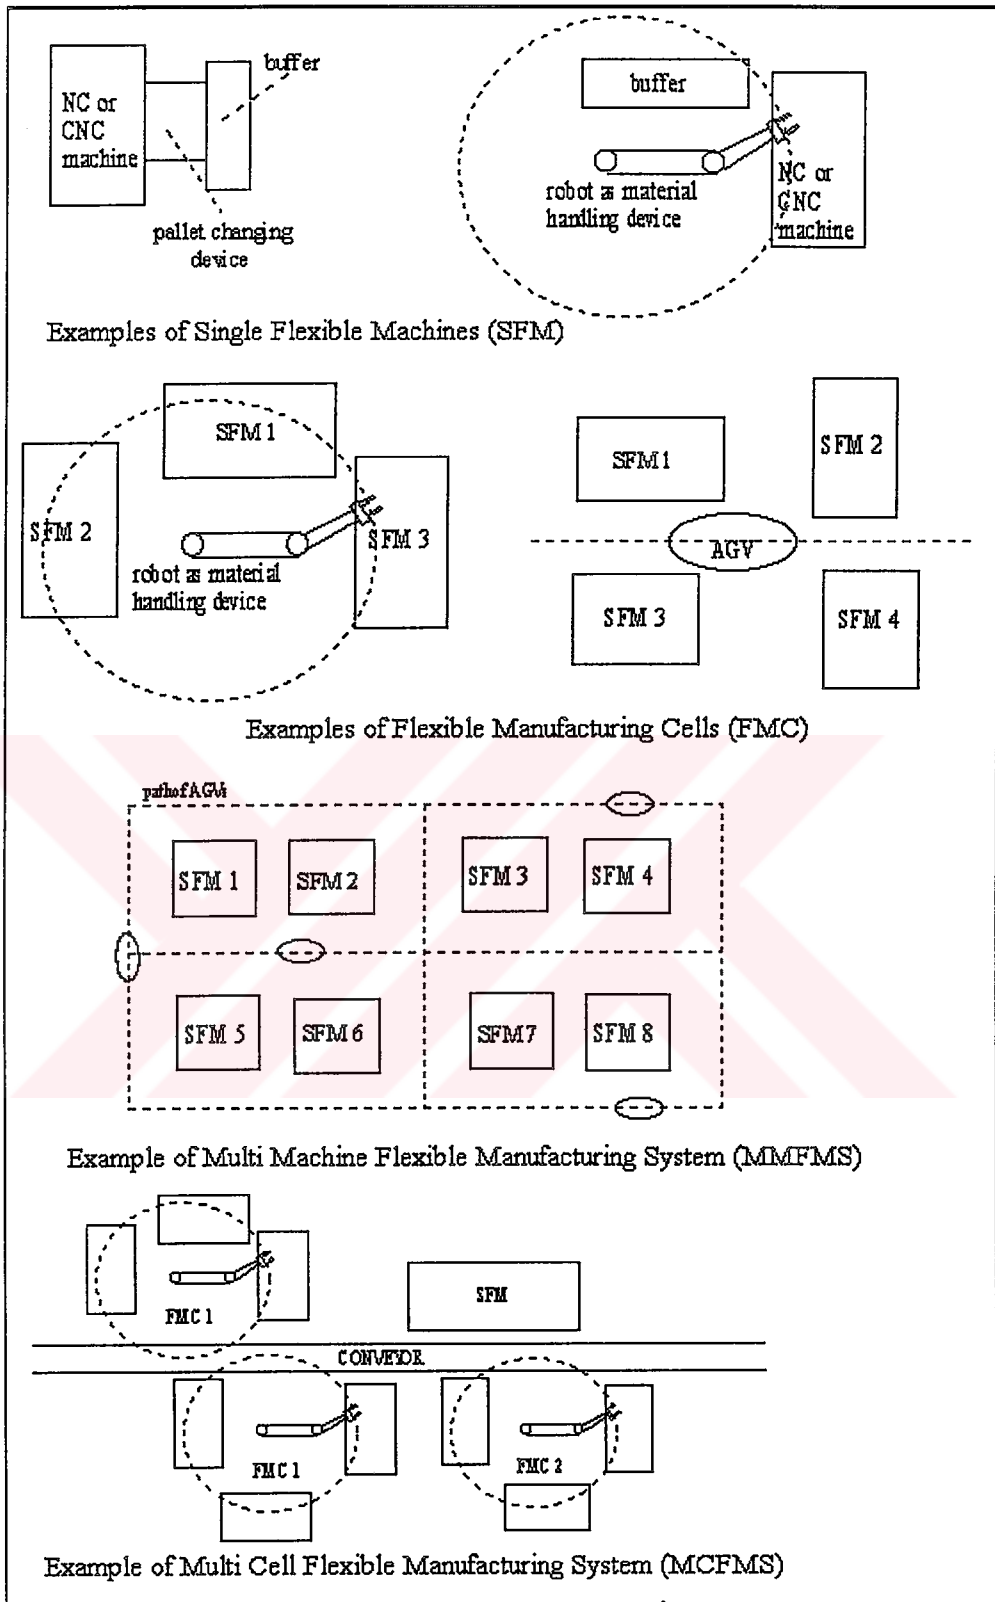 buffer
NC or
CNC
machine
pallet changing
device
buffer
robot as material
handling device
NC or
CNC
machine
Examples of Single Flexible Machines (SFM)
SFM 1
SFM 2
SFM 3
robot as material
handling device
SFM1
SFM 2
AGV
SFM 3
SFM 4
Examples of Flexible Manufacturing Cells (FMC)
path of AGVs
SFM 1
SFM 2
SFM 3
SFM 4
SFM 5
SFM 6
SFM7
SFM 8
Example of Multi Machine Flexible Manufacturing System (MMFMS)
FMC 1
SFM
CONVEYOR
FMC 1
FMC 2
Example of Multi Cell Flexible Manufacturing System (MCFMS)